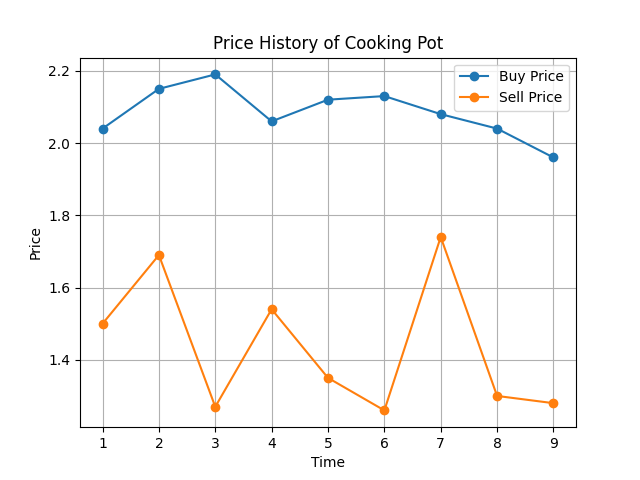 Price History of Cooking Pot
Buy Price
Sell Price
2.2
2.0
1.8
1.6
1.4
Price
1 2 3 4 5 6 7 8 9
Time